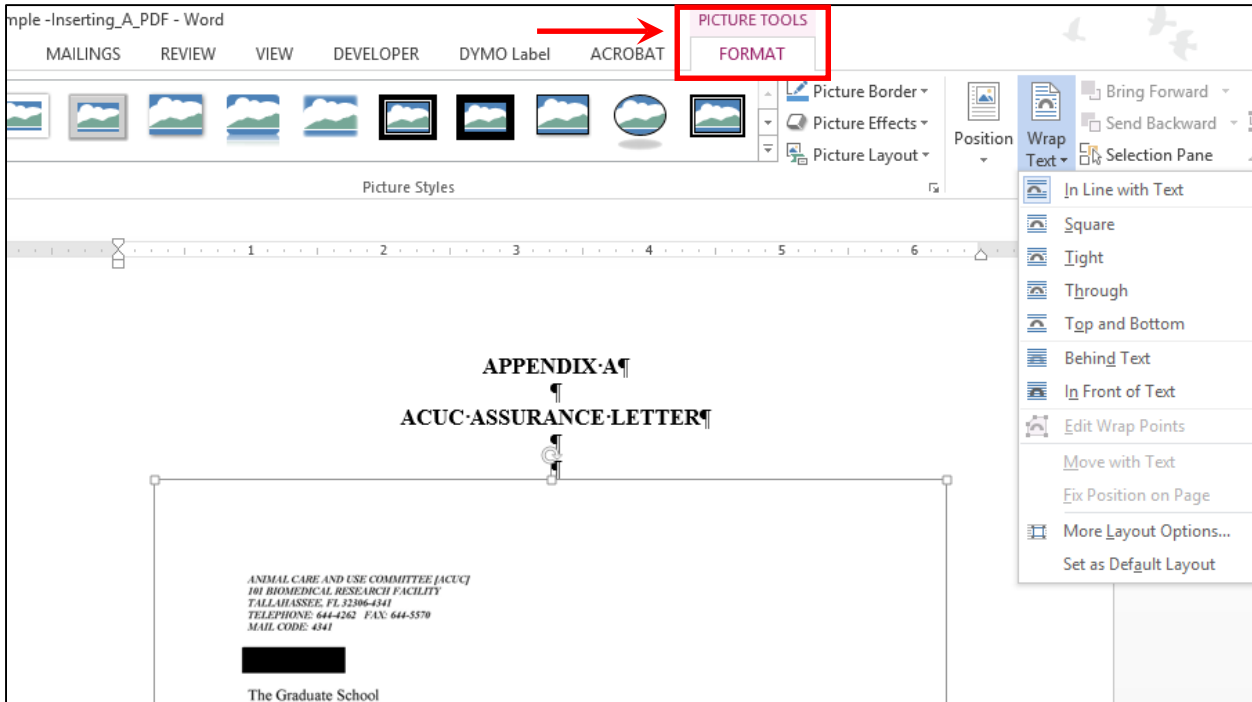 mple -Inserting_A_PDF - Word
PICTURE TOOLS
MAILINGS REVIEW VIEW DEVELOPER DYMO Label ACROBAT FORMAT
Picture Border
Picture Effects
Picture Layout
Position
Wrap
Text
Bring Forward
Send Backward
Selection Pane
Picture Styles
In Line with Text
Square
Tight
Through
Top and Bottom
Behind Text
In Front of Text
Edit Wrap Points
Move with Text
Fix Position on Page
More Layout Options...
Set as Default Layout
1 2 3 4 5 6
APPENDIX·A¶
¶
ACUC·ASSURANCE·LETTER¶
¶
¶
ANIMAL CARE AND USE COMMITTEE [ACUC]
101 BIOMEDICAL RESEARCH FACILITY
TALLAHASSEE, FL 32306-4341
TELEPHONE: 644-4262 FAX: 644-5570
MAIL CODE: 4341
The Graduate School